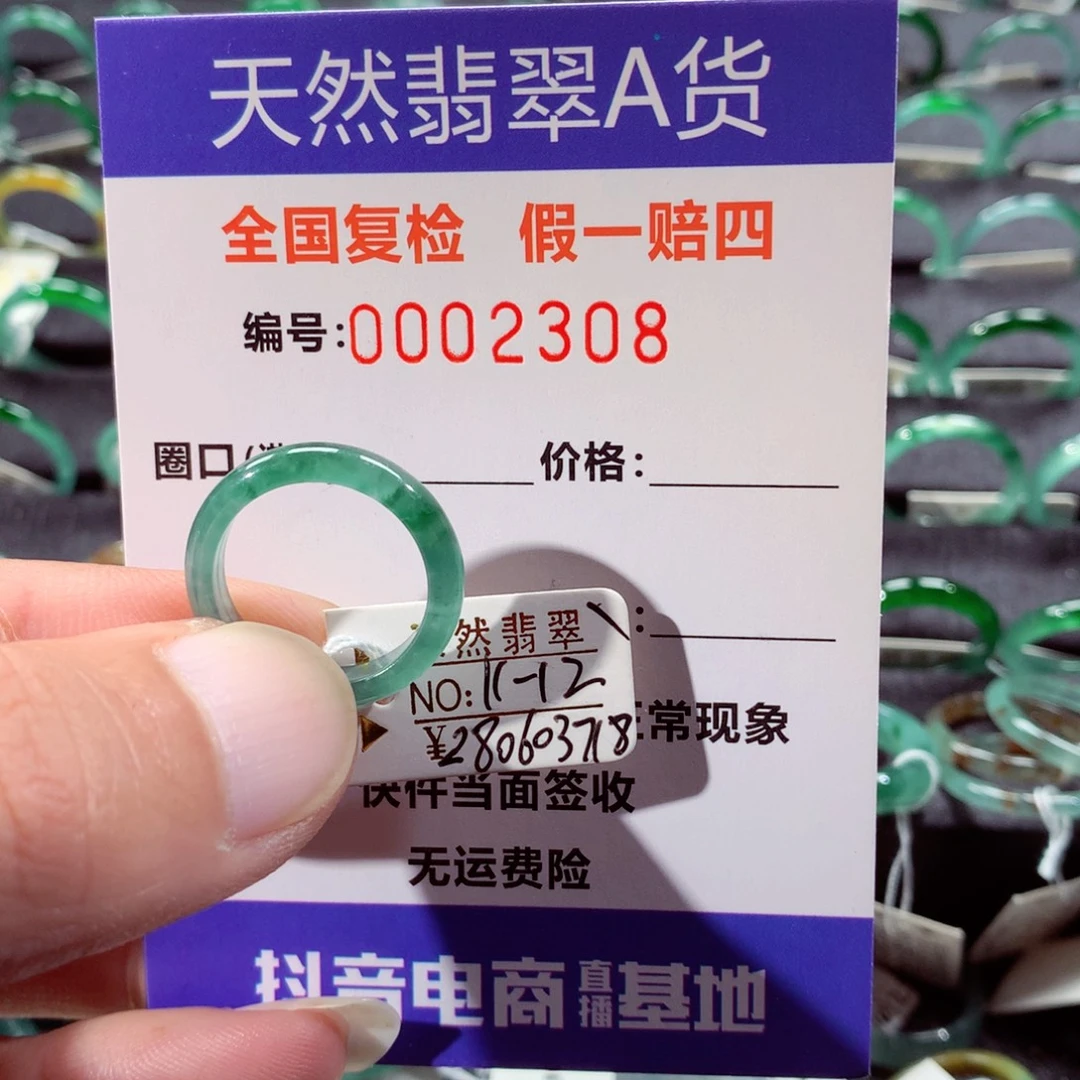 天然翡翠A货
全国复检 假一赔四
编号:0002308
圈口( 价格:
:
然翡翠
NO:11-12
¥280603718
常现象
快件当面签收
无运费险
抖音电商直播基地